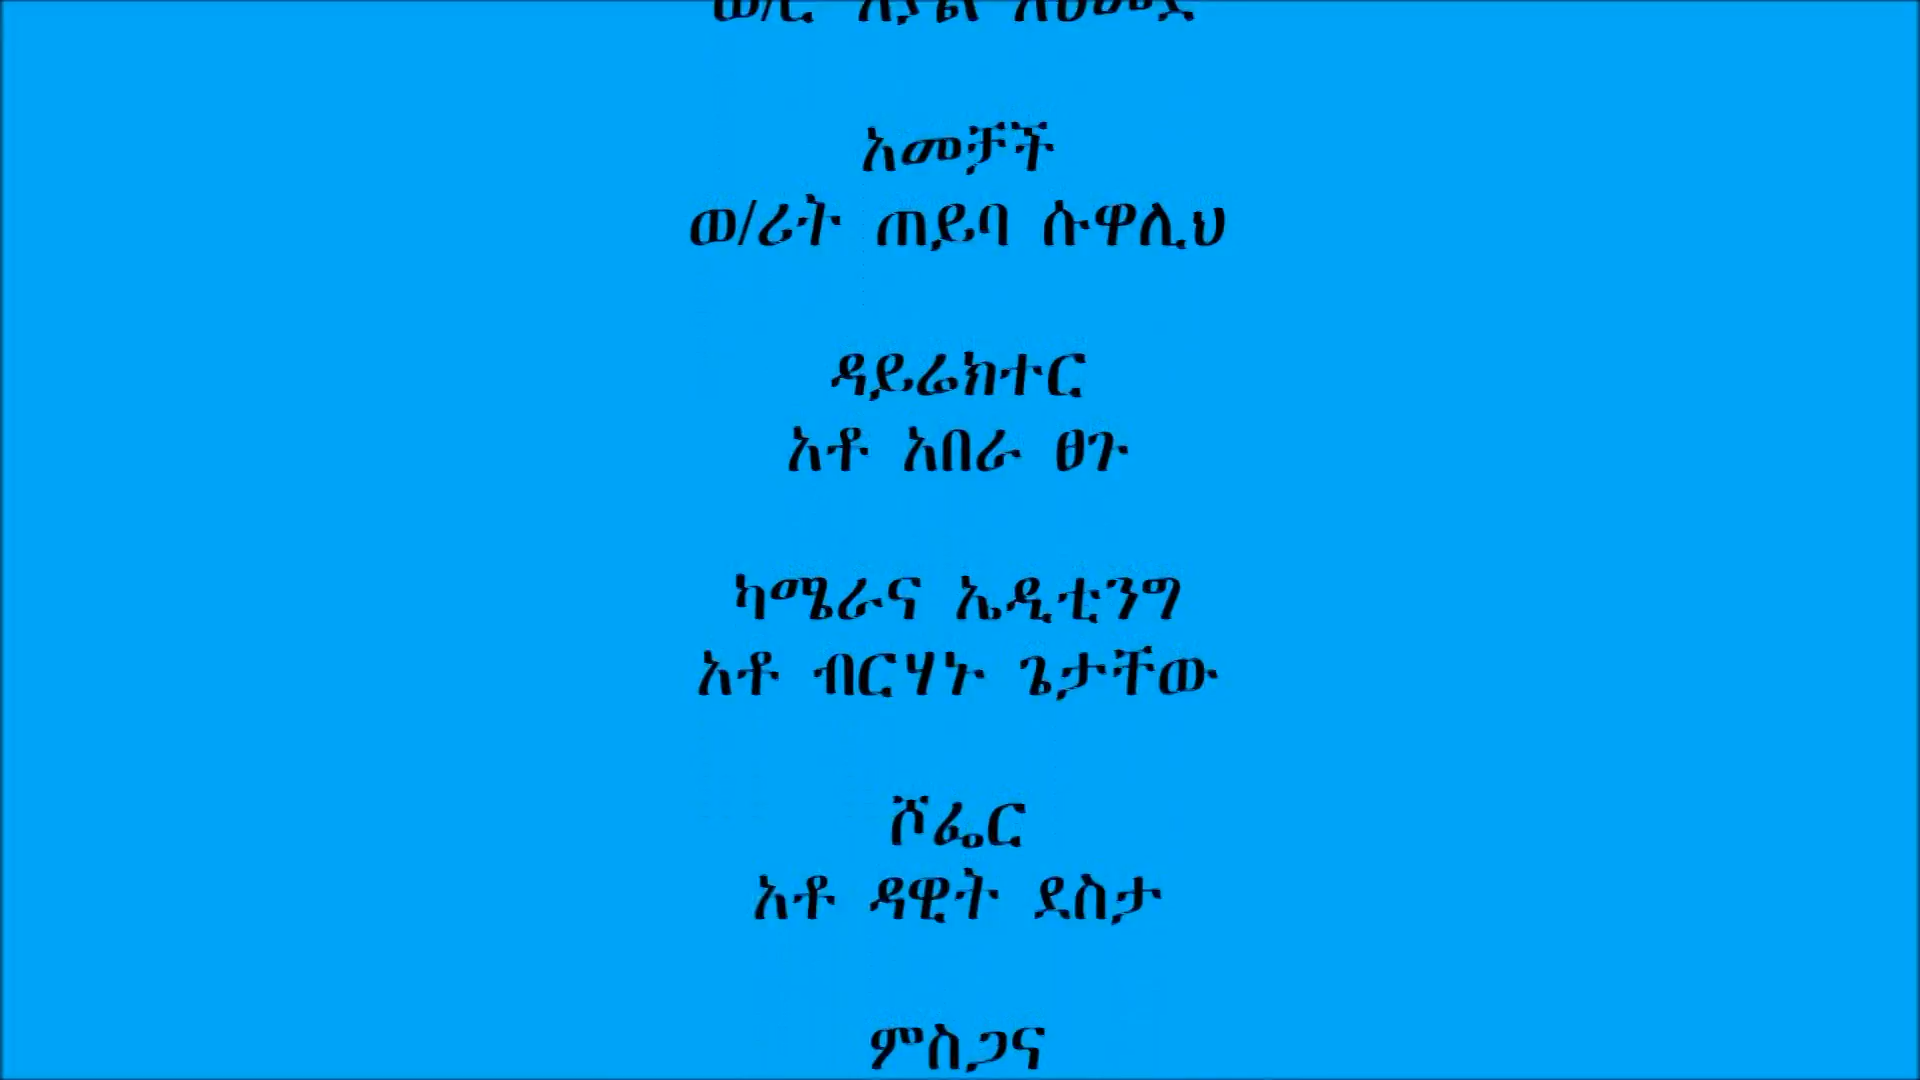 አመቻች
ወ/ሪት ጠይባ ሱዋሊህ
ዳይሬክተር
አቶ አበራ ፀጉ
ካሜራና ኤዲቲንግ
አቶ ብርሃኑ ጌታቸው
ሾፌር
አቶ ዳዊት ደስታ
ምስጋና